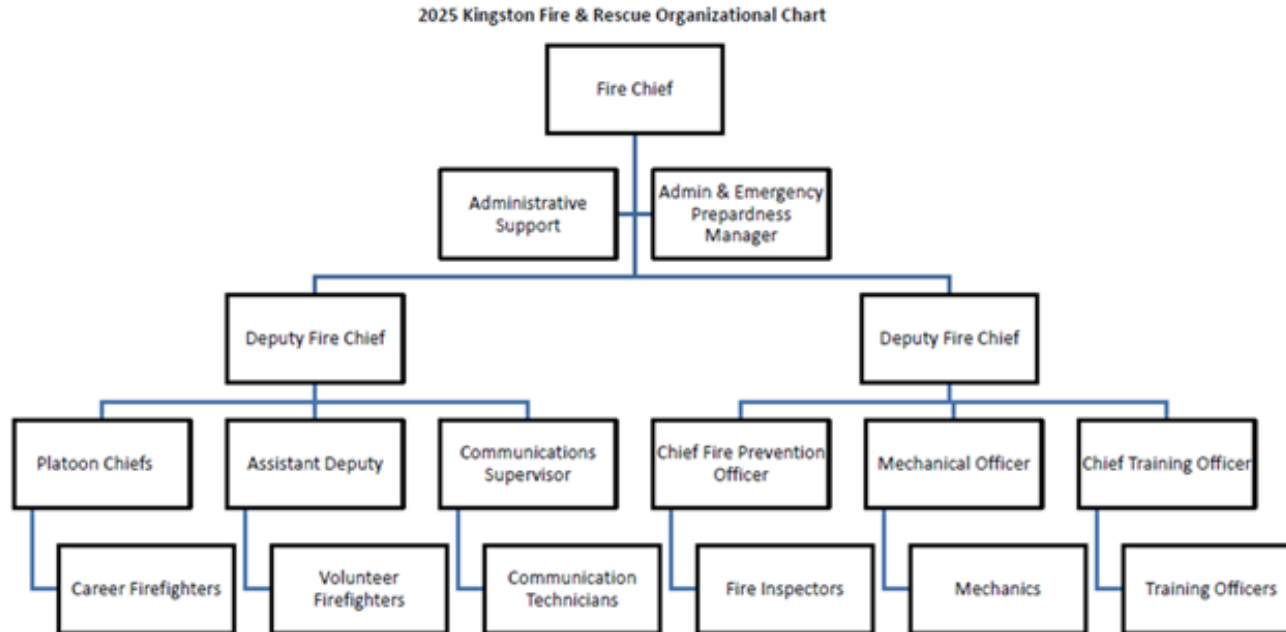 2025 Kingston Fire & Rescue Organizational Chart
Fire Chief
Administrative
Support
Admin & Emergency
Prepardness
Manager
Deputy Fire Chief
Deputy Fire Chief
Platoon Chiefs
Assistant Deputy
Communications
Supervisor
Chief Fire Prevention
Officer
Mechanical Officer
Chief Training Officer
Career Firefighters
Volunteer
Firefighters
Communication
Technicians
Fire Inspectors
Mechanics
Training Officers